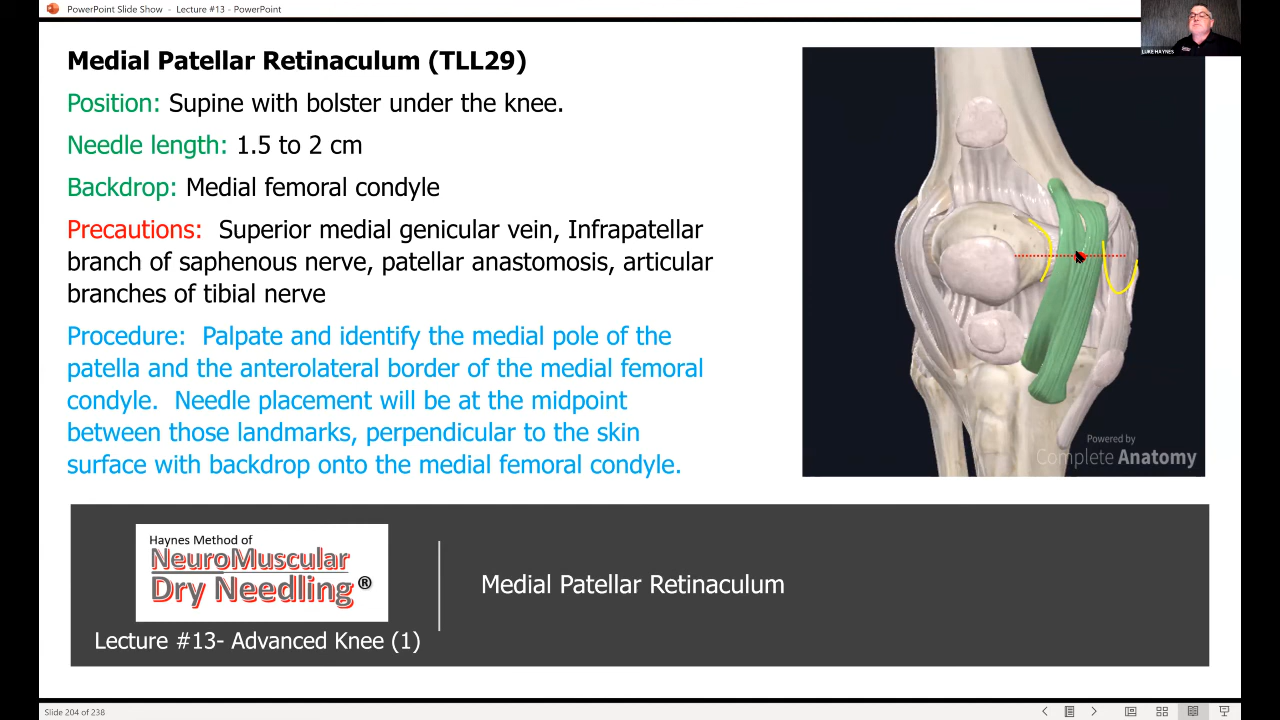 PowerPoint Slide Show - Lecture #13 - PowerPoint
LUKE HAYNES
Medial Patellar Retinaculum (TLL29)
Position: Supine with bolster under the knee.
Needle length: 1.5 to 2 cm
Backdrop: Medial femoral condyle
Precautions: Superior medial genicular vein, Infrapatellar
branch of saphenous nerve, patellar anastomosis, articular
branches of tibial nerve
Procedure: Palpate and identify the medial pole of the
patella and the anterolateral border of the medial femoral
condyle. Needle placement will be at the midpoint
between those landmarks, perpendicular to the skin
surface with backdrop onto the medial femoral condyle.
Powered by
Complete Anatomy
Haynes Method of
NeuroMuscular
Dry Needling®
Lecture #13- Advanced Knee (1)
Medial Patellar Retinaculum
Slide 204 of 238